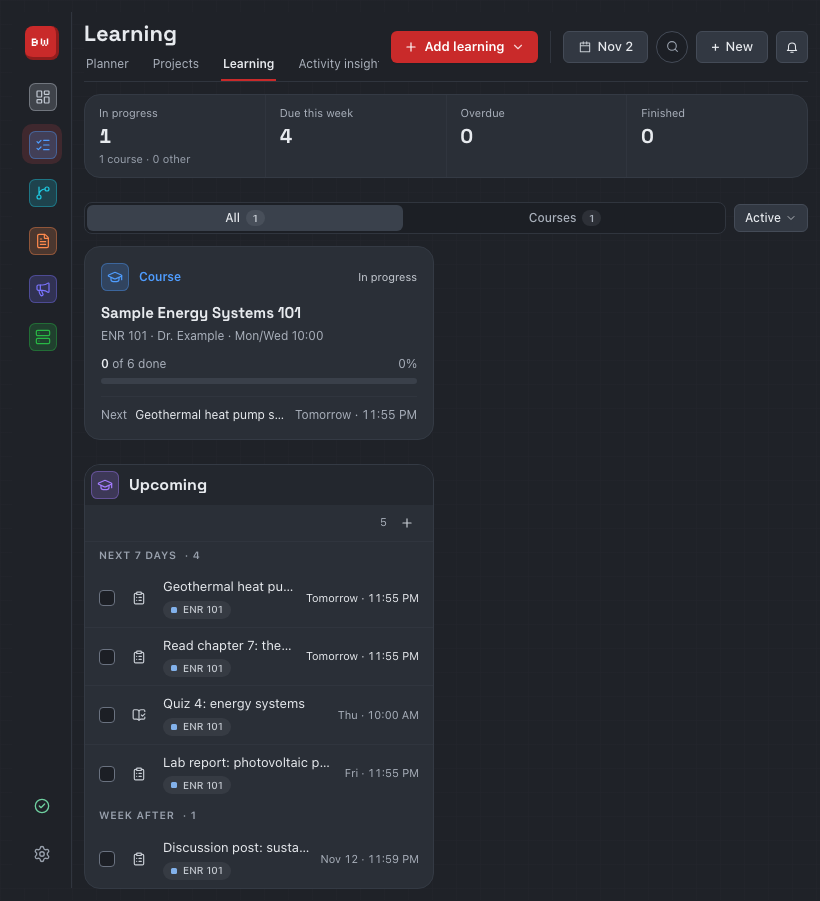 BW
Learning
Planner Projects Learning Activity insigh
Add learning
Nov 2
+ New
In progress
1
1 course · 0 other
Due this week
4
Overdue
0
Finished
0
All 1
Courses 1
Active
Course
In progress
Sample Energy Systems 101
ENR 101 · Dr. Example · Mon/Wed 10:00
0 of 6 done 0%
Next Geothermal heat pump s... Tomorrow · 11:55 PM
Upcoming
5 +
NEXT 7 DAYS · 4
Geothermal heat pu... Tomorrow · 11:55 PM
ENR 101
Read chapter 7: the... Tomorrow · 11:55 PM
ENR 101
Quiz 4: energy systems Thu · 10:00 AM
ENR 101
Lab report: photovoltaic p... Fri · 11:55 PM
ENR 101
WEEK AFTER · 1
Discussion post: susta... Nov 12 · 11:59 PM
ENR 101